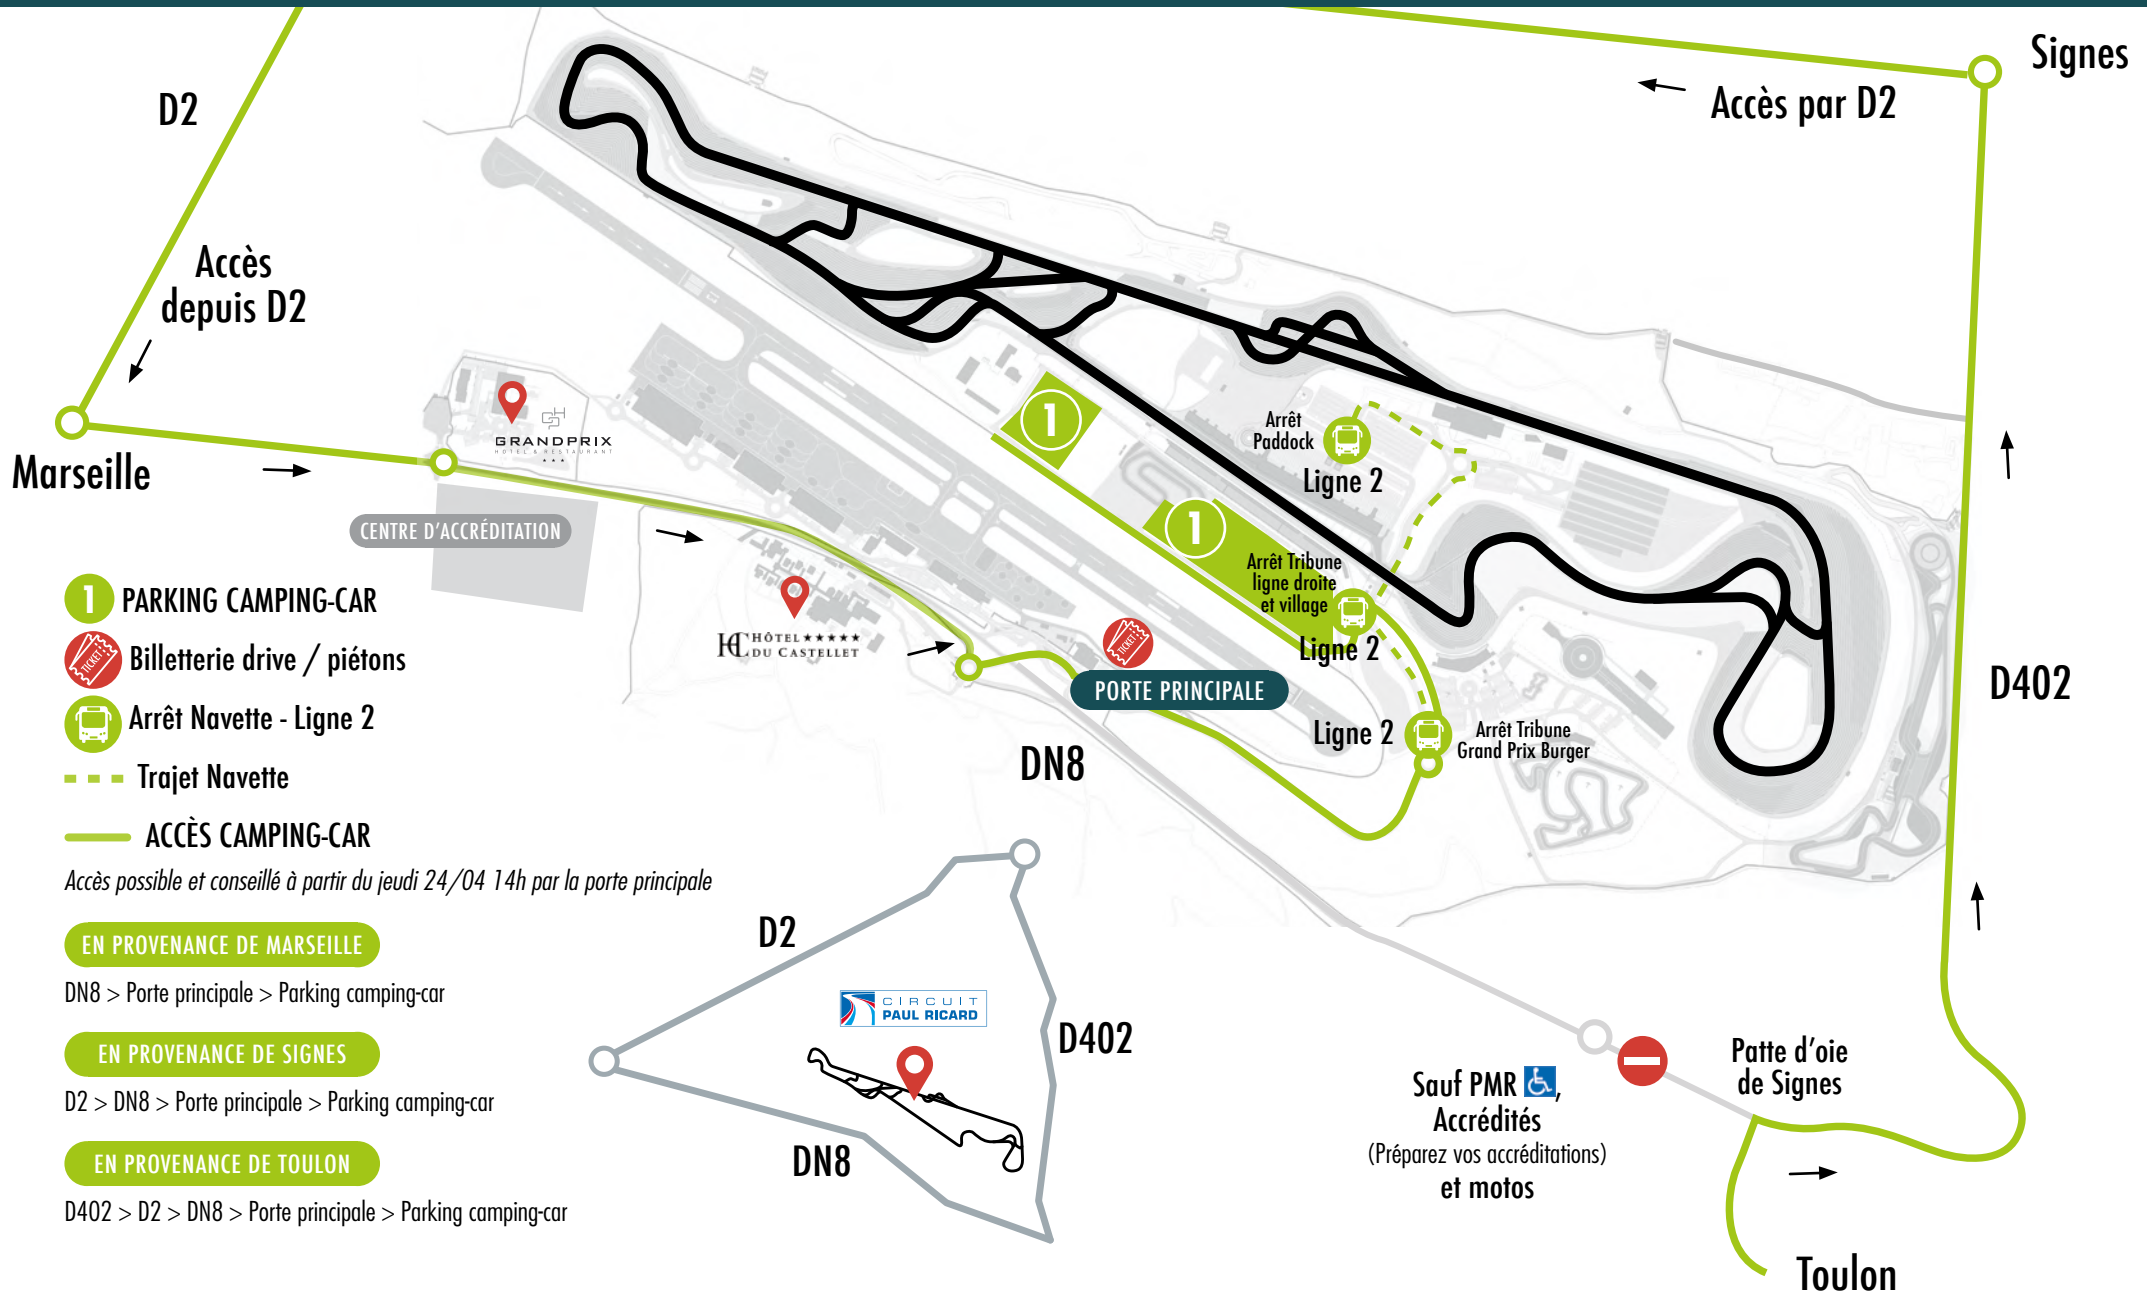 Signes
Accès par D2
D2
Accès
depuis D2
Marseille
GRANDPRIX
HOTEL & RESTAURANT
CENTRE D'ACCRÉDITATION
1
1
Arrêt
Paddock
Ligne 2
Arrêt Tribune
ligne droite
et village
Ligne 2
HC HÔTEL ★★★★★
DU CASTELLET
TICKET
PORTE PRINCIPALE
Ligne 2
Arrêt Tribune
Grand Prix Burger
DN8
D402
1 PARKING CAMPING-CAR
TICKET Billetterie drive / piétons
Arrêt Navette - Ligne 2
Trajet Navette
ACCÈS CAMPING-CAR
Accès possible et conseillé à partir du jeudi 24/04 14h par la porte principale
EN PROVENANCE DE MARSEILLE
DN8 > Porte principale > Parking camping-car
EN PROVENANCE DE SIGNES
D2 > DN8 > Porte principale > Parking camping-car
EN PROVENANCE DE TOULON
D402 > D2 > DN8 > Porte principale > Parking camping-car
D2
CIRCUIT
PAUL RICARD
D402
DN8
Sauf PMR ,
Accrédités
(Préparez vos accréditations)
et motos
Patte d'oie
de Signes
Toulon